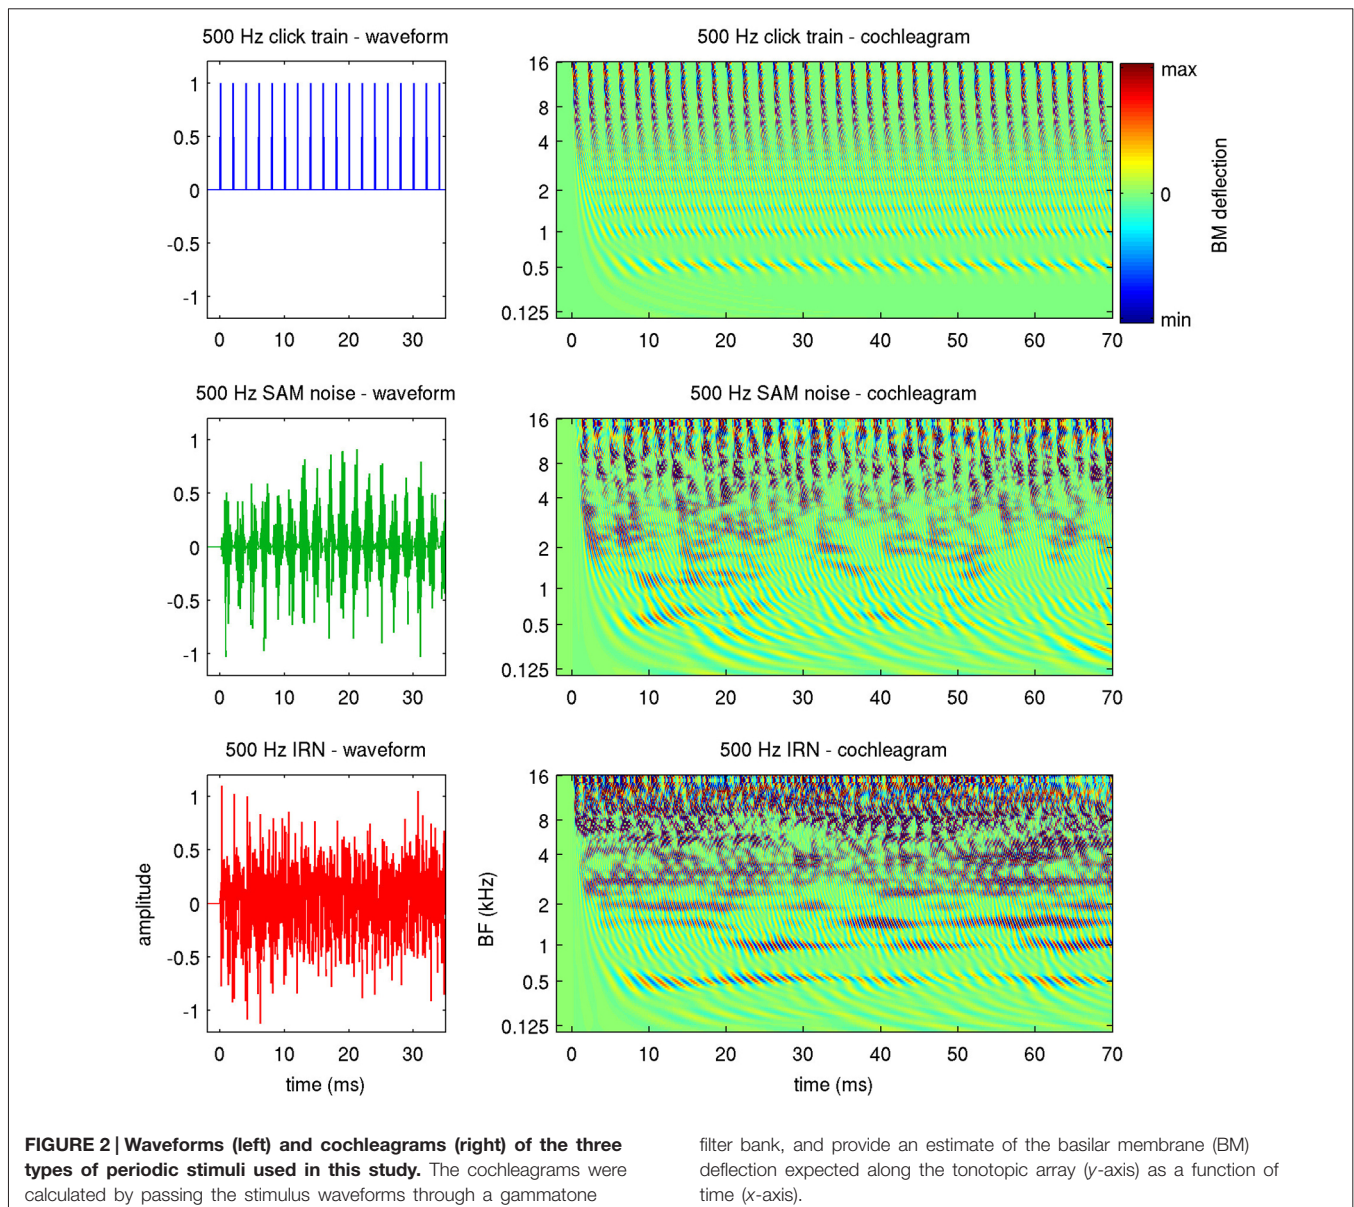 500 Hz click train - waveform
1
0.5
0
-0.5
-1
0 10 20 30
500 Hz click train - cochleagram
16
8
4
2
1
0.5
0.125
0 10 20 30 40 50 60 70
max
0
min
BM deflection
500 Hz SAM noise - waveform
1
0.5
0
-0.5
-1
0 10 20 30
500 Hz SAM noise - cochleagram
16
8
4
2
1
0.5
0.125
0 10 20 30 40 50 60 70
500 Hz IRN - waveform
amplitude
1
0.5
0
-0.5
-1
0 10 20 30
time (ms)
500 Hz IRN - cochleagram
BF (kHz)
16
8
4
2
1
0.5
0.125
0 10 20 30 40 50 60 70
time (ms)
FIGURE 2 | Waveforms (left) and cochleagrams (right) of the three
types of periodic stimuli used in this study. The cochleagrams were
calculated by passing the stimulus waveforms through a gammatone
filter bank, and provide an estimate of the basilar membrane (BM)
deflection expected along the tonotopic array (y-axis) as a function of
time (x-axis).